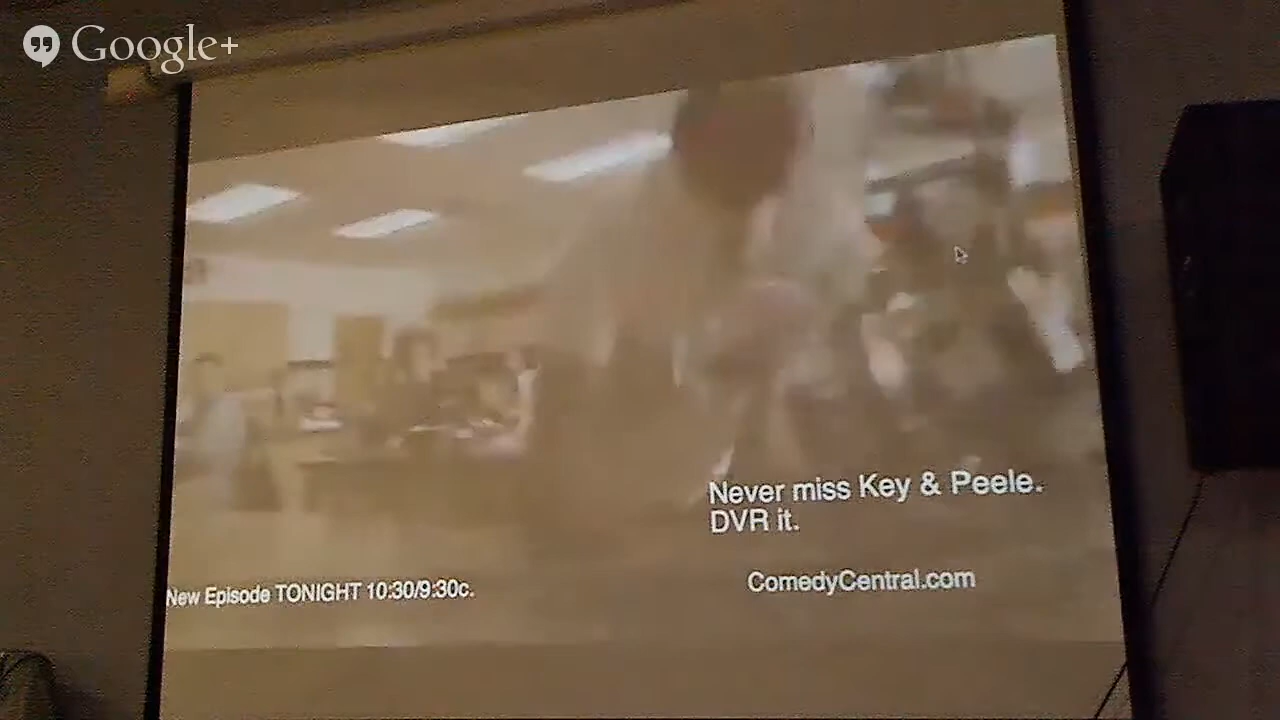 Google+
Never miss Key & Peele.
DVR it.
ComedyCentral.com
New Episode TONIGHT 10:30/9:30c.